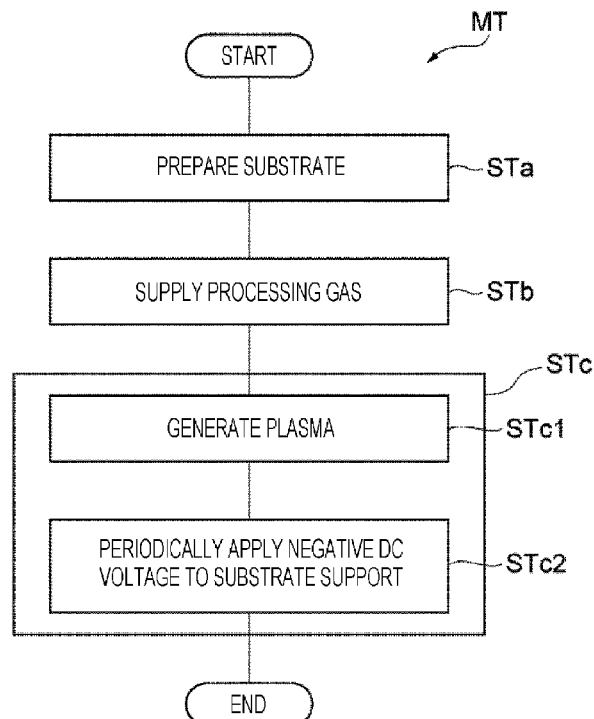 MT
START
PREPARE SUBSTRATE
STa
SUPPLY PROCESSING GAS
STb
STc
GENERATE PLASMA
STc1
PERIODICALLY APPLY NEGATIVE DC
VOLTAGE TO SUBSTRATE SUPPORT
STc2
END